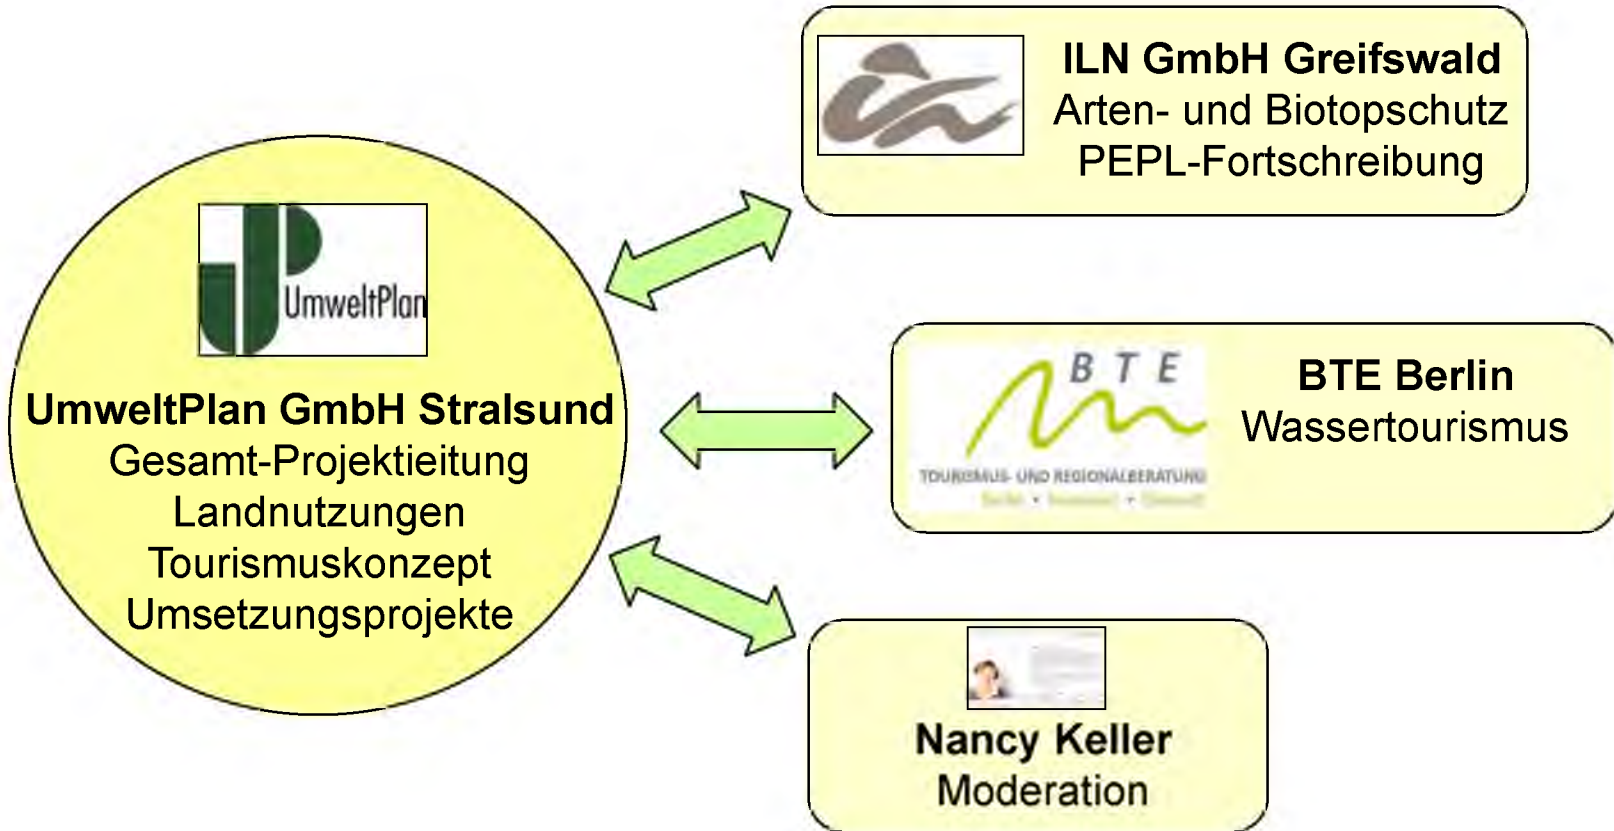 UmweltPlan
UmweltPlan GmbH Stralsund
Gesamt-Projektieitung
Landnutzungen
Tourismuskonzept
Umsetzungsprojekte
ILN GmbH Greifswald
Arten- und Biotopschutz
PEPL-Fortschreibung
BTE
TOURISMUS- UND REGIONALBERATUNG
BTE Berlin
Wassertourismus
Nancy Keller
Moderation